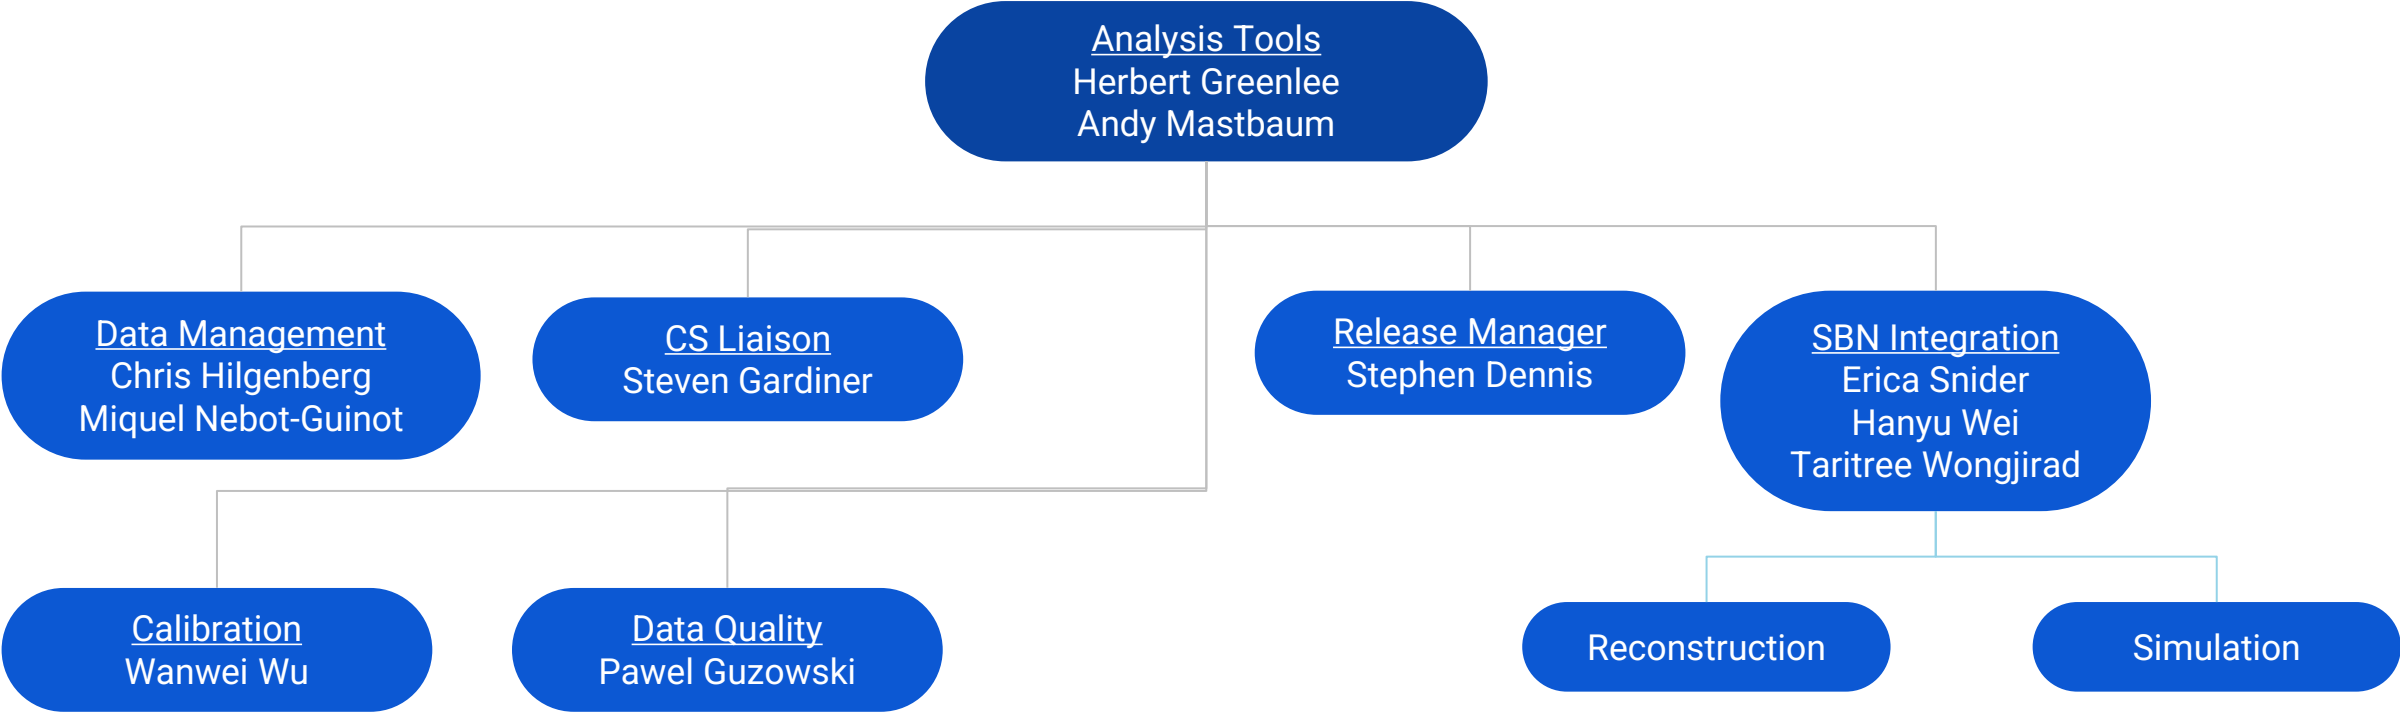 Analysis Tools
Herbert Greenlee
Andy Mastbaum
Data Management
Chris Hilgenberg
Miquel Nebot-Guinot
CS Liaison
Steven Gardiner
Release Manager
Stephen Dennis
SBN Integration
Erica Snider
Hanyu Wei
Taritree Wongjirad
Calibration
Wanwei Wu
Data Quality
Pawel Guzowski
Reconstruction
Simulation